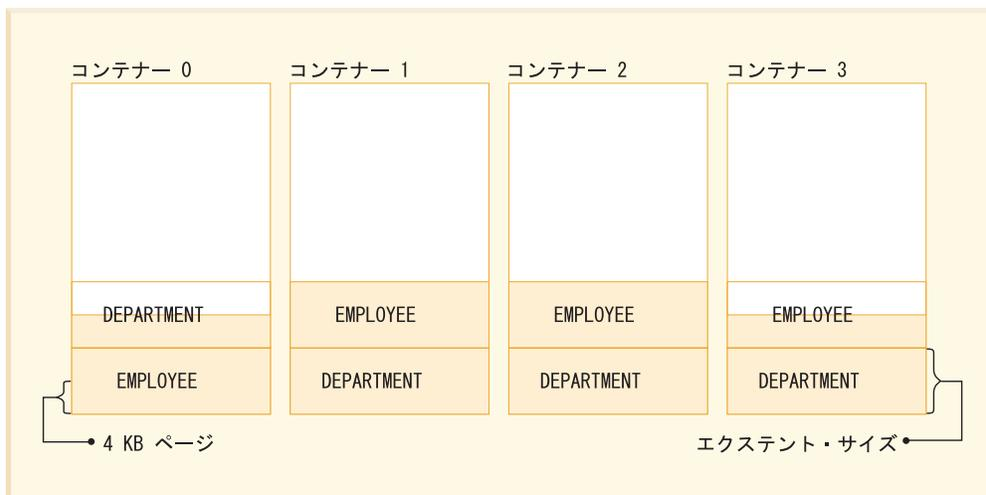 コンテナー 0 コンテナー 1 コンテナー 2 コンテナー 3
DEPARTMENT EMPLOYEE EMPLOYEE EMPLOYEE
EMPLOYEE DEPARTMENT DEPARTMENT DEPARTMENT
4 KB ページ エクステント・サイズ